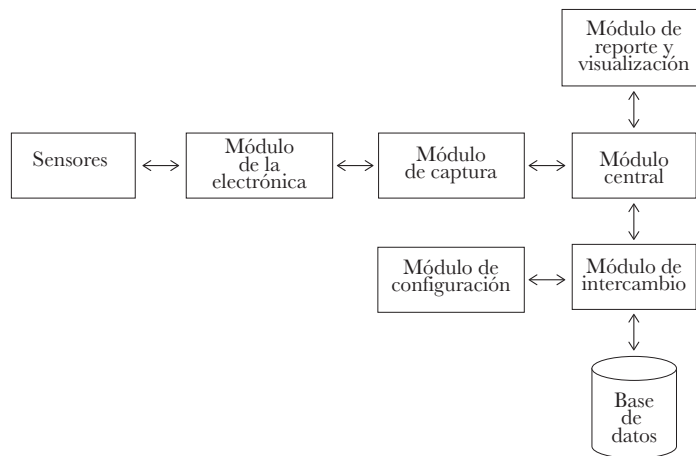 Módulo de
reporte y
visualización
Sensores
Módulo
de la
electrónica
Módulo
de captura
Módulo
central
Módulo de
configuración
Módulo de
intercambio
Base
de
datos